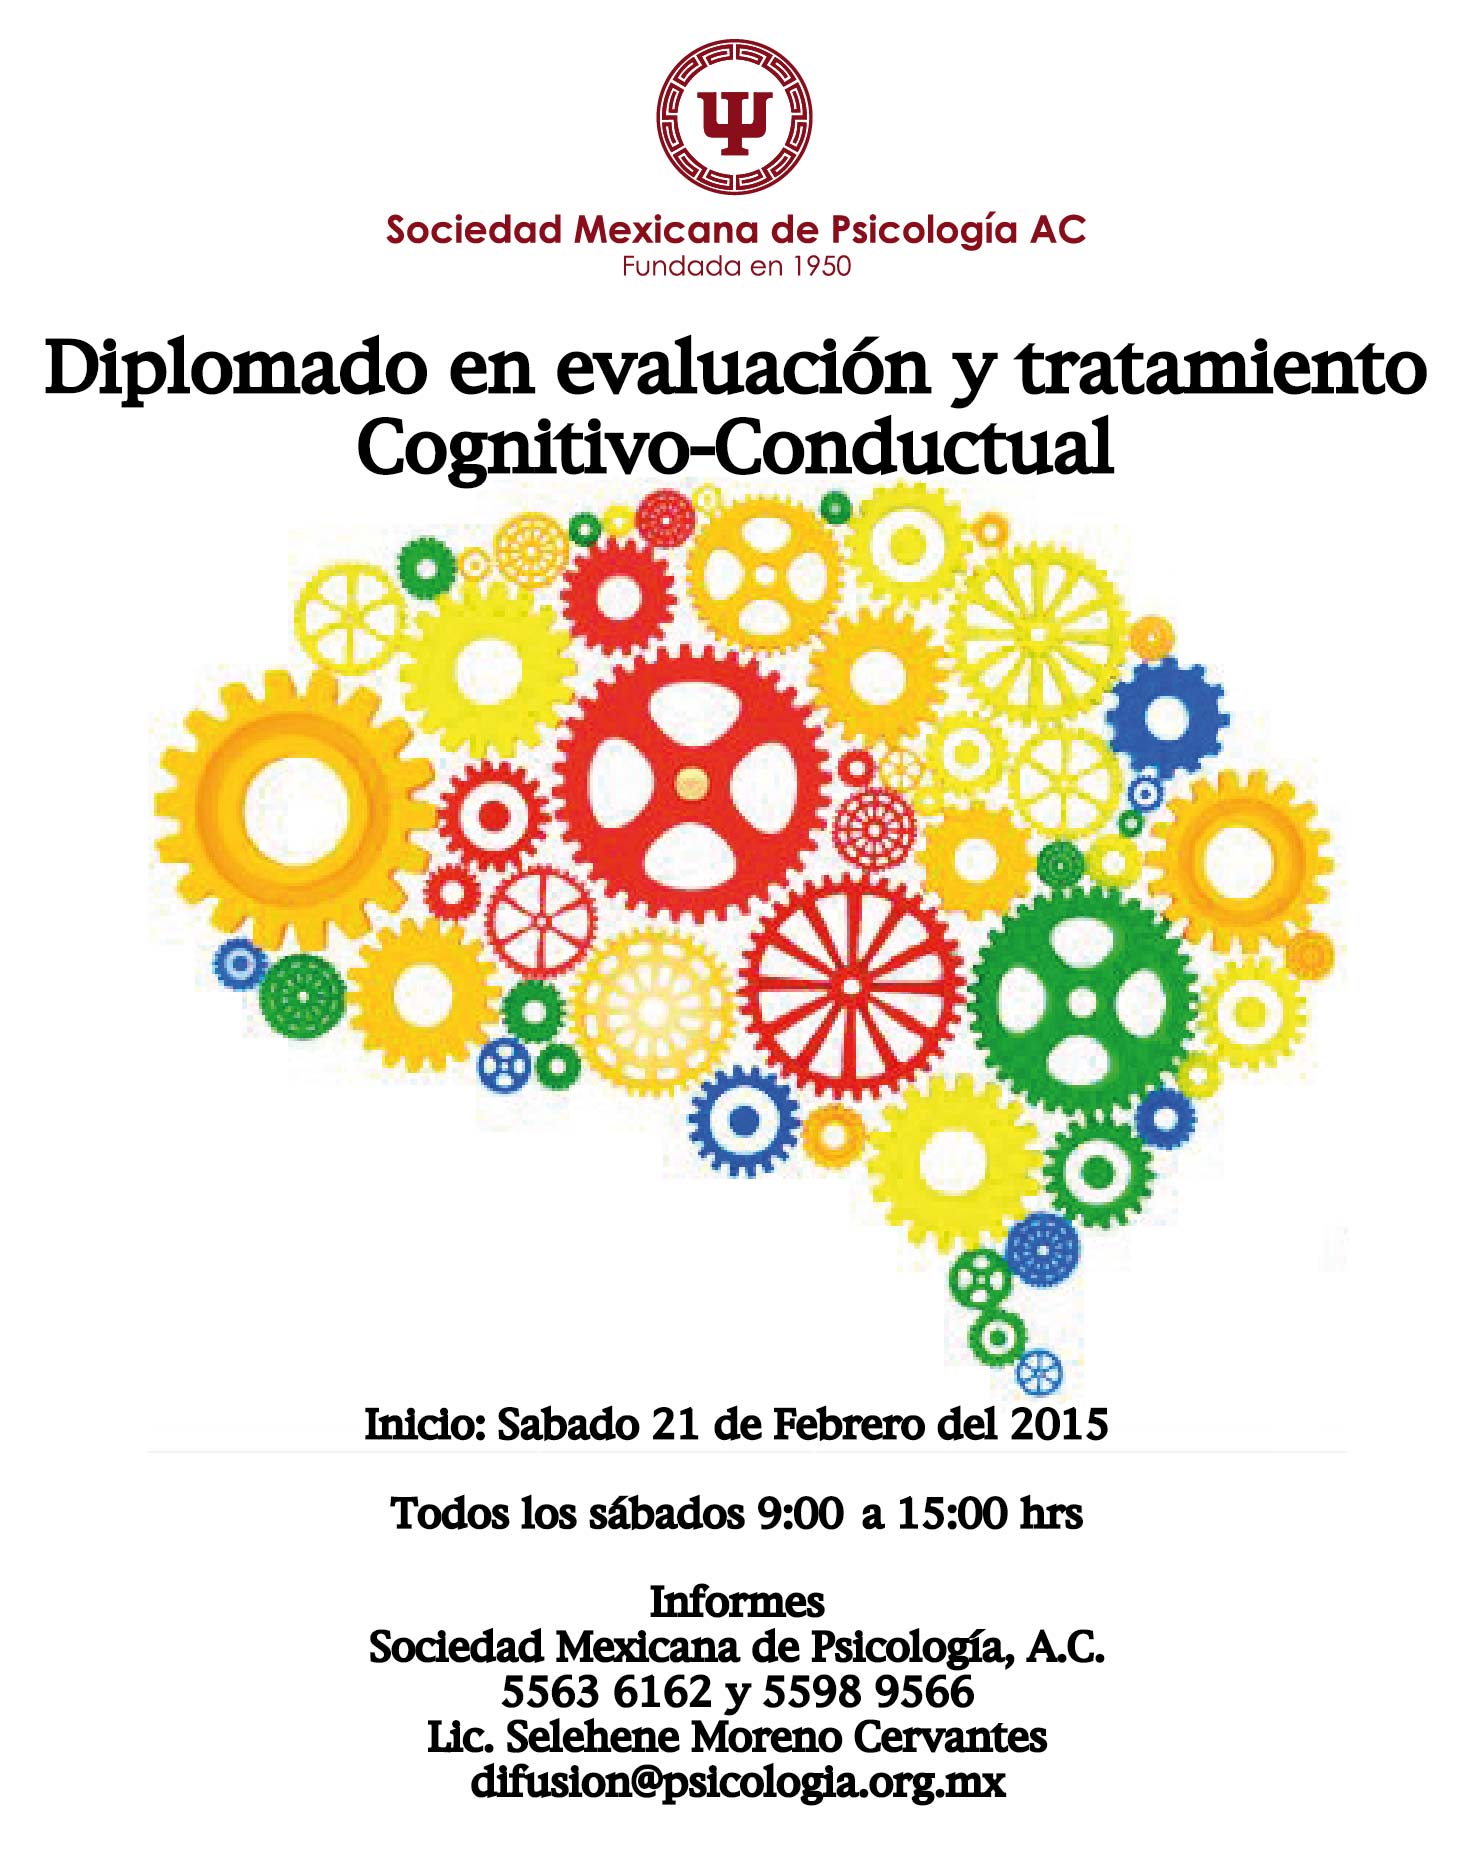 Ψ
Sociedad Mexicana de Psicología AC
Fundada en 1950
Diplomado en evaluación y tratamiento
Cognitivo-Conductual
Inicio: Sabado 21 de Febrero del 2015
Todos los sábados 9:00 a 15:00 hrs
Informes
Sociedad Mexicana de Psicología, A.C.
5563 6162 y 5598 9566
Lic. Selehene Moreno Cervantes
difusion@psicologia.org.mx